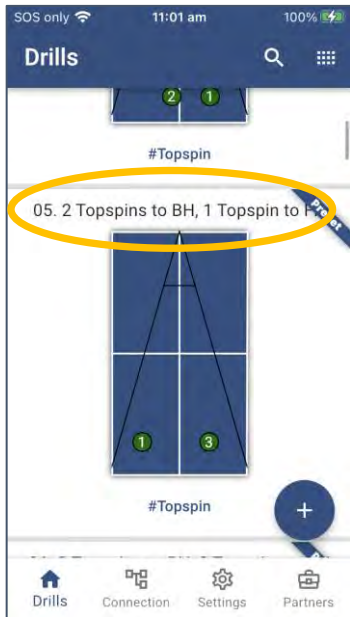 SOS only 11:01 am 100%
Drills
2 1
#Topspin
05. 2 Topspins to BH, 1 Topspin to
Preset
1 3
#Topspin
+
Drills Connection Settings Partners